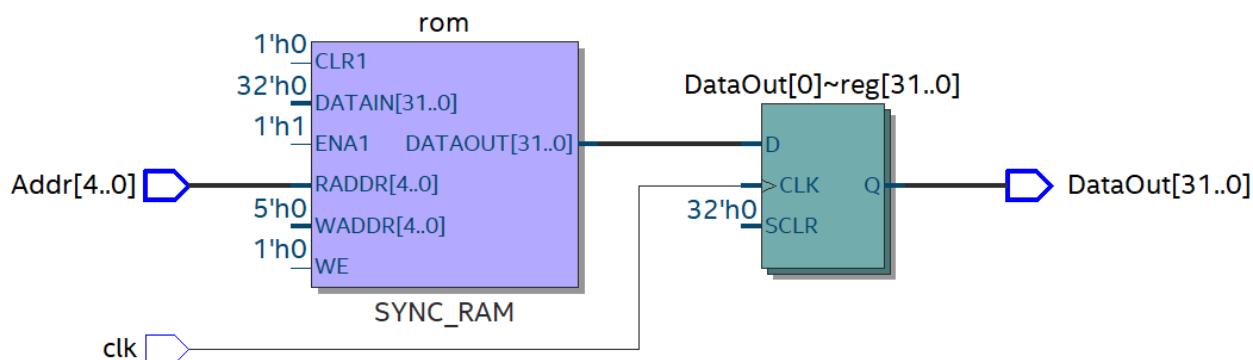 rom
1'h0
CLR1
32'h0
DATAIN[31..0]
1'h1
ENA1
DATAOUT[31..0]
Addr[4..0]
RADDR[4..0]
5'h0
WADDR[4..0]
1'h0
WE
SYNC_RAM
clk
DataOut[0]~reg[31..0]
D
>CLK
Q
32'h0
SCLR
DataOut[31..0]